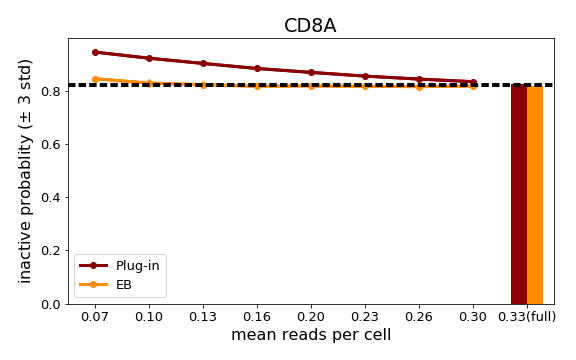 CD8A
inactive probablity (± 3 std)
0.8
0.6
0.4
0.2
0.0
Plug-in
EB
0.07 0.10 0.13 0.16 0.20 0.23 0.26 0.30 0.33(full)
mean reads per cell